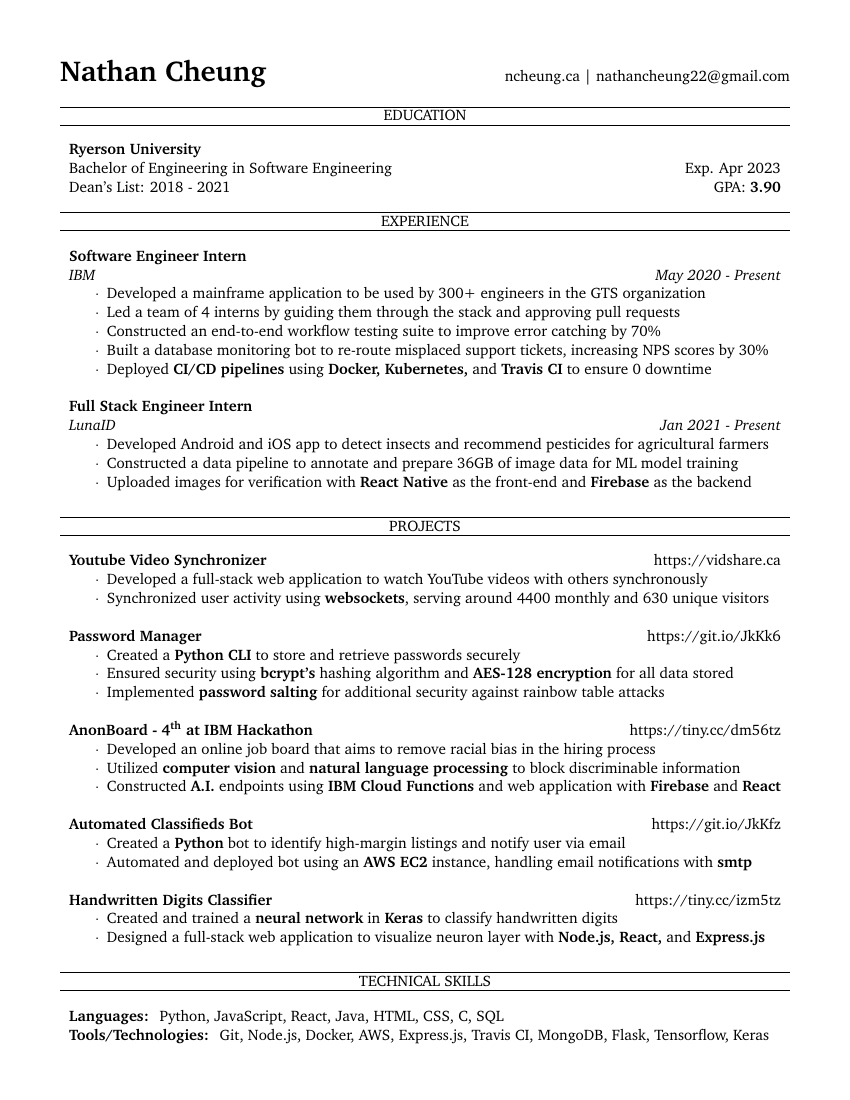 Nathan Cheung
ncheung.ca | nathancheung22@gmail.com
EDUCATION
Ryerson University
Bachelor of Engineering in Software Engineering Exp. Apr 2023
Dean's List: 2018 - 2021 GPA: 3.90
EXPERIENCE
Software Engineer Intern
IBM May 2020 - Present
· Developed a mainframe application to be used by 300+ engineers in the GTS organization
· Led a team of 4 interns by guiding them through the stack and approving pull requests
· Constructed an end-to-end workflow testing suite to improve error catching by 70%
· Built a database monitoring bot to re-route misplaced support tickets, increasing NPS scores by 30%
· Deployed CI/CD pipelines using Docker, Kubernetes, and Travis CI to ensure 0 downtime
Full Stack Engineer Intern
LunaID Jan 2021 - Present
· Developed Android and iOS app to detect insects and recommend pesticides for agricultural farmers
· Constructed a data pipeline to annotate and prepare 36GB of image data for ML model training
· Uploaded images for verification with React Native as the front-end and Firebase as the backend
PROJECTS
Youtube Video Synchronizer https://vidshare.ca
· Developed a full-stack web application to watch YouTube videos with others synchronously
· Synchronized user activity using websockets, serving around 4400 monthly and 630 unique visitors
Password Manager https://git.io/JkKk6
· Created a Python CLI to store and retrieve passwords securely
· Ensured security using bcrypt's hashing algorithm and AES-128 encryption for all data stored
· Implemented password salting for additional security against rainbow table attacks
AnonBoard - 4th at IBM Hackathon https://tiny.cc/dm56tz
· Developed an online job board that aims to remove racial bias in the hiring process
· Utilized computer vision and natural language processing to block discriminable information
· Constructed A.I. endpoints using IBM Cloud Functions and web application with Firebase and React
Automated Classifieds Bot https://git.io/JkKfz
· Created a Python bot to identify high-margin listings and notify user via email
· Automated and deployed bot using an AWS EC2 instance, handling email notifications with smtp
Handwritten Digits Classifier https://tiny.cc/izm5tz
· Created and trained a neural network in Keras to classify handwritten digits
· Designed a full-stack web application to visualize neuron layer with Node.js, React, and Express.js
TECHNICAL SKILLS
Languages: Python, JavaScript, React, Java, HTML, CSS, C, SQL
Tools/Technologies: Git, Node.js, Docker, AWS, Express.js, Travis CI, MongoDB, Flask, Tensorflow, Keras